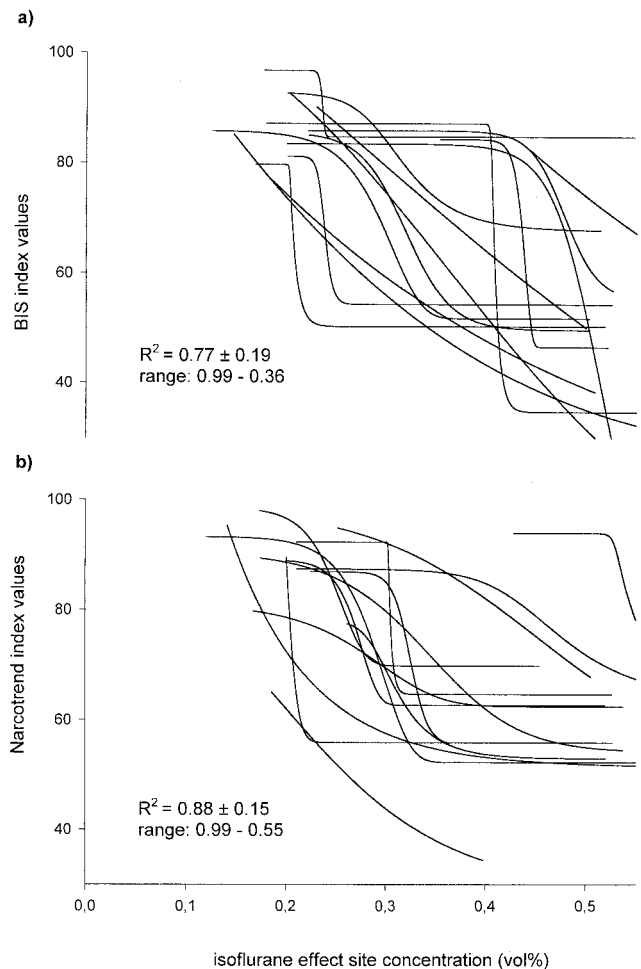 a)
100
80
60
40
BIS index values
R² = 0.77 ± 0.19
range: 0.99 - 0.36
b)
100
80
60
40
Narcotrend index values
R² = 0.88 ± 0.15
range: 0.99 - 0.55
0,0 0,1 0,2 0,3 0,4 0,5
isoflurane effect site concentration (vol%)